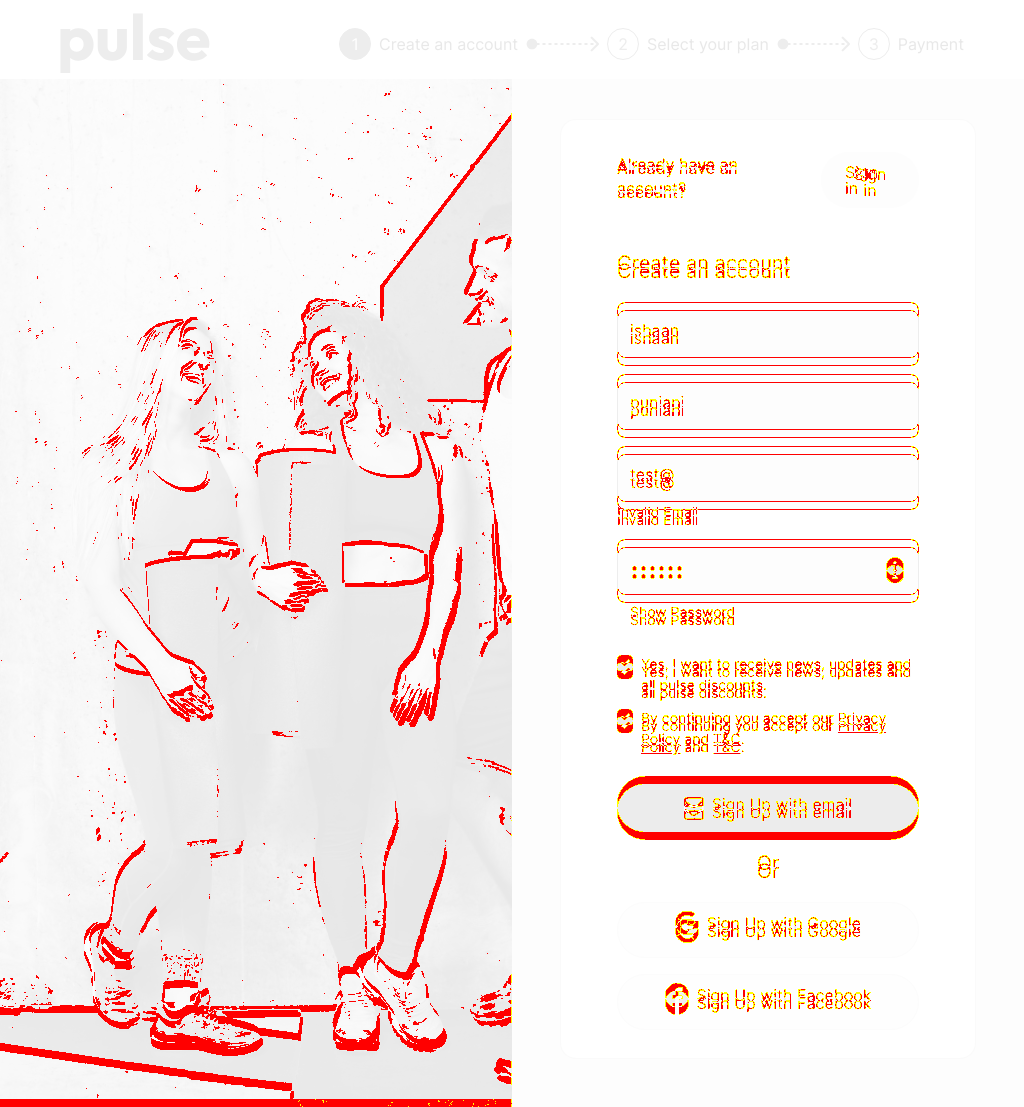 pulse
1 Create an account
2 Select your plan
3 Payment
Already have an
account?
Sign
in
Create an account
ishaan
punjani
test@
Invalid Email
Show Password
Yes, I want to receive news, updates and
all pulse discounts.
By continuing you accept our Privacy
Policy and T&C.
Sign Up with email
Or
Sign Up with Google
Sign Up with Facebook